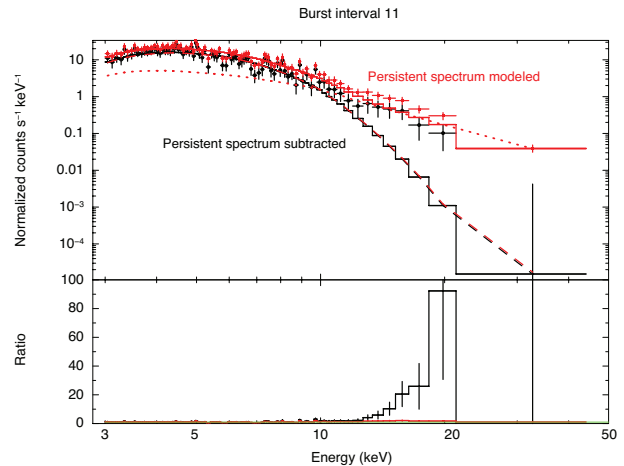 Burst interval 11
Normalized counts s⁻¹ keV⁻¹
10
1
0.1
0.01
10⁻³
10⁻⁴
Persistent spectrum modeled
Persistent spectrum subtracted
Ratio
100
80
60
40
20
0
3 5 10 20 50
Energy (keV)